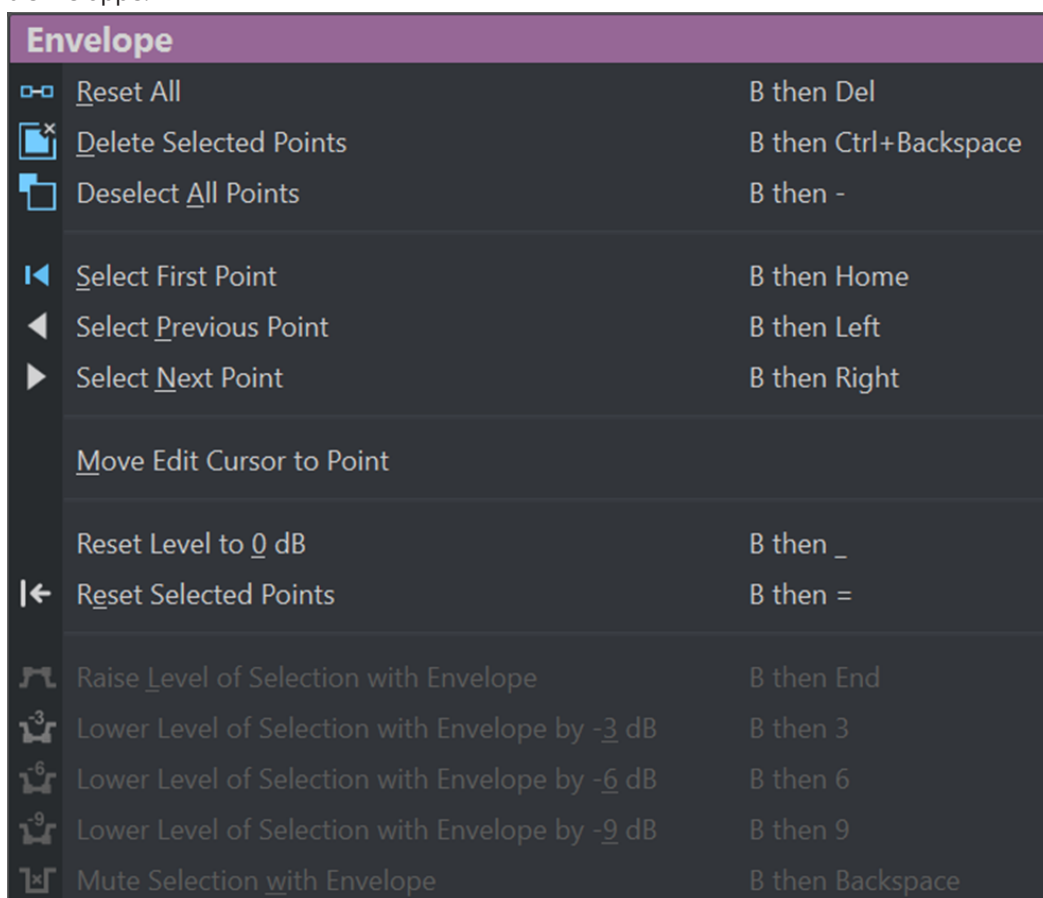 Envelope
Reset All B then Del
Delete Selected Points B then Ctrl+Backspace
Deselect All Points B then -
Select First Point B then Home
Select Previous Point B then Left
Select Next Point B then Right
Move Edit Cursor to Point
Reset Level to 0 dB B then _
Reset Selected Points B then =
Raise Level of Selection with Envelope B then End
-3 Lower Level of Selection with Envelope by -3 dB B then 3
-6 Lower Level of Selection with Envelope by -6 dB B then 6
-9 Lower Level of Selection with Envelope by -9 dB B then 9
Mute Selection with Envelope B then Backspace